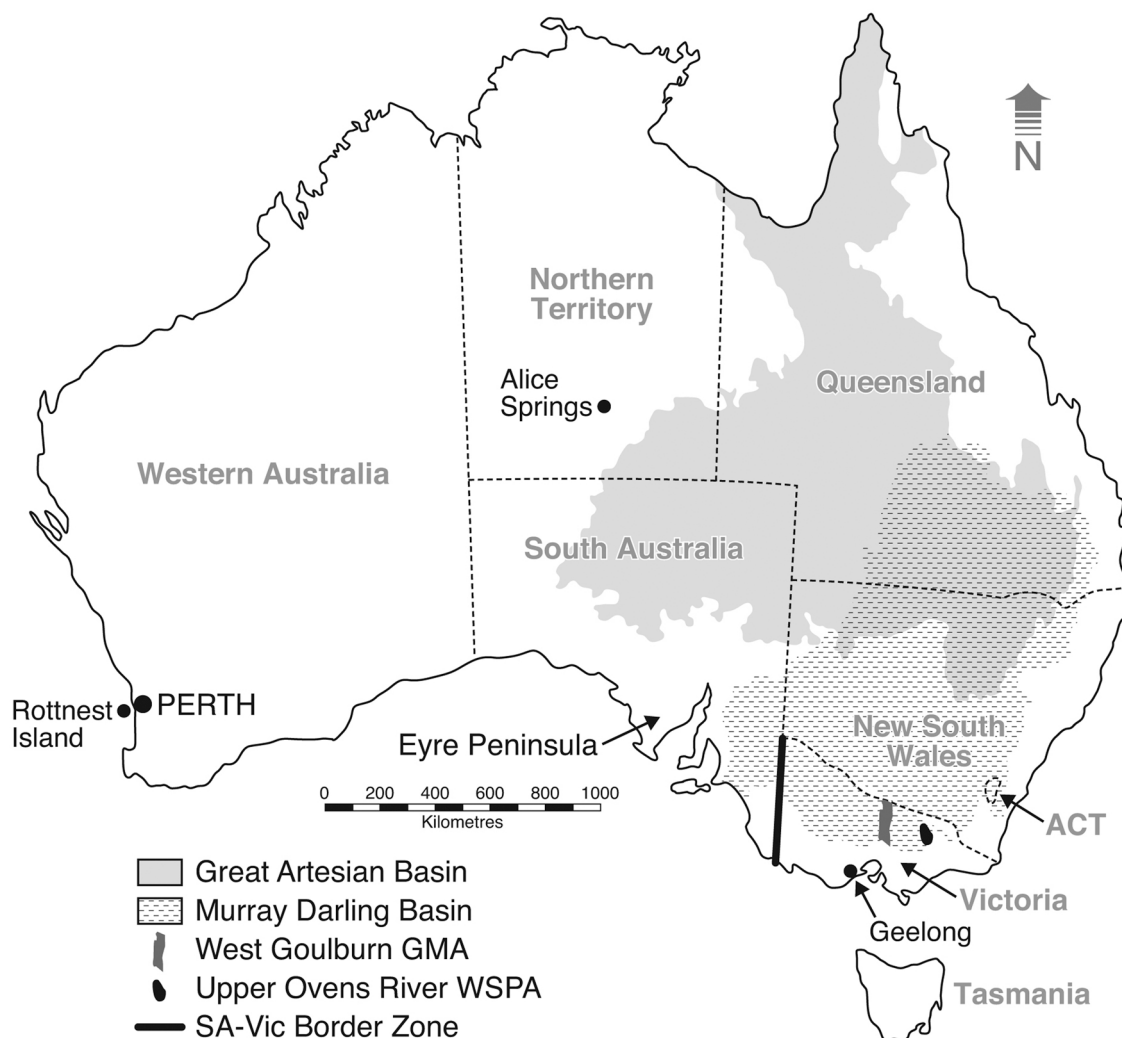 N
Northern
Territory
Alice
Springs
Queensland
Western Australia
South Australia
Rottnest
Island
PERTH
Eyre Peninsula
New South
Wales
0 200 400 600 800 1000
Kilometres
ACT
Victoria
Geelong
Tasmania
Great Artesian Basin
Murray Darling Basin
West Goulburn GMA
Upper Ovens River WSPA
SA-Vic Border Zone